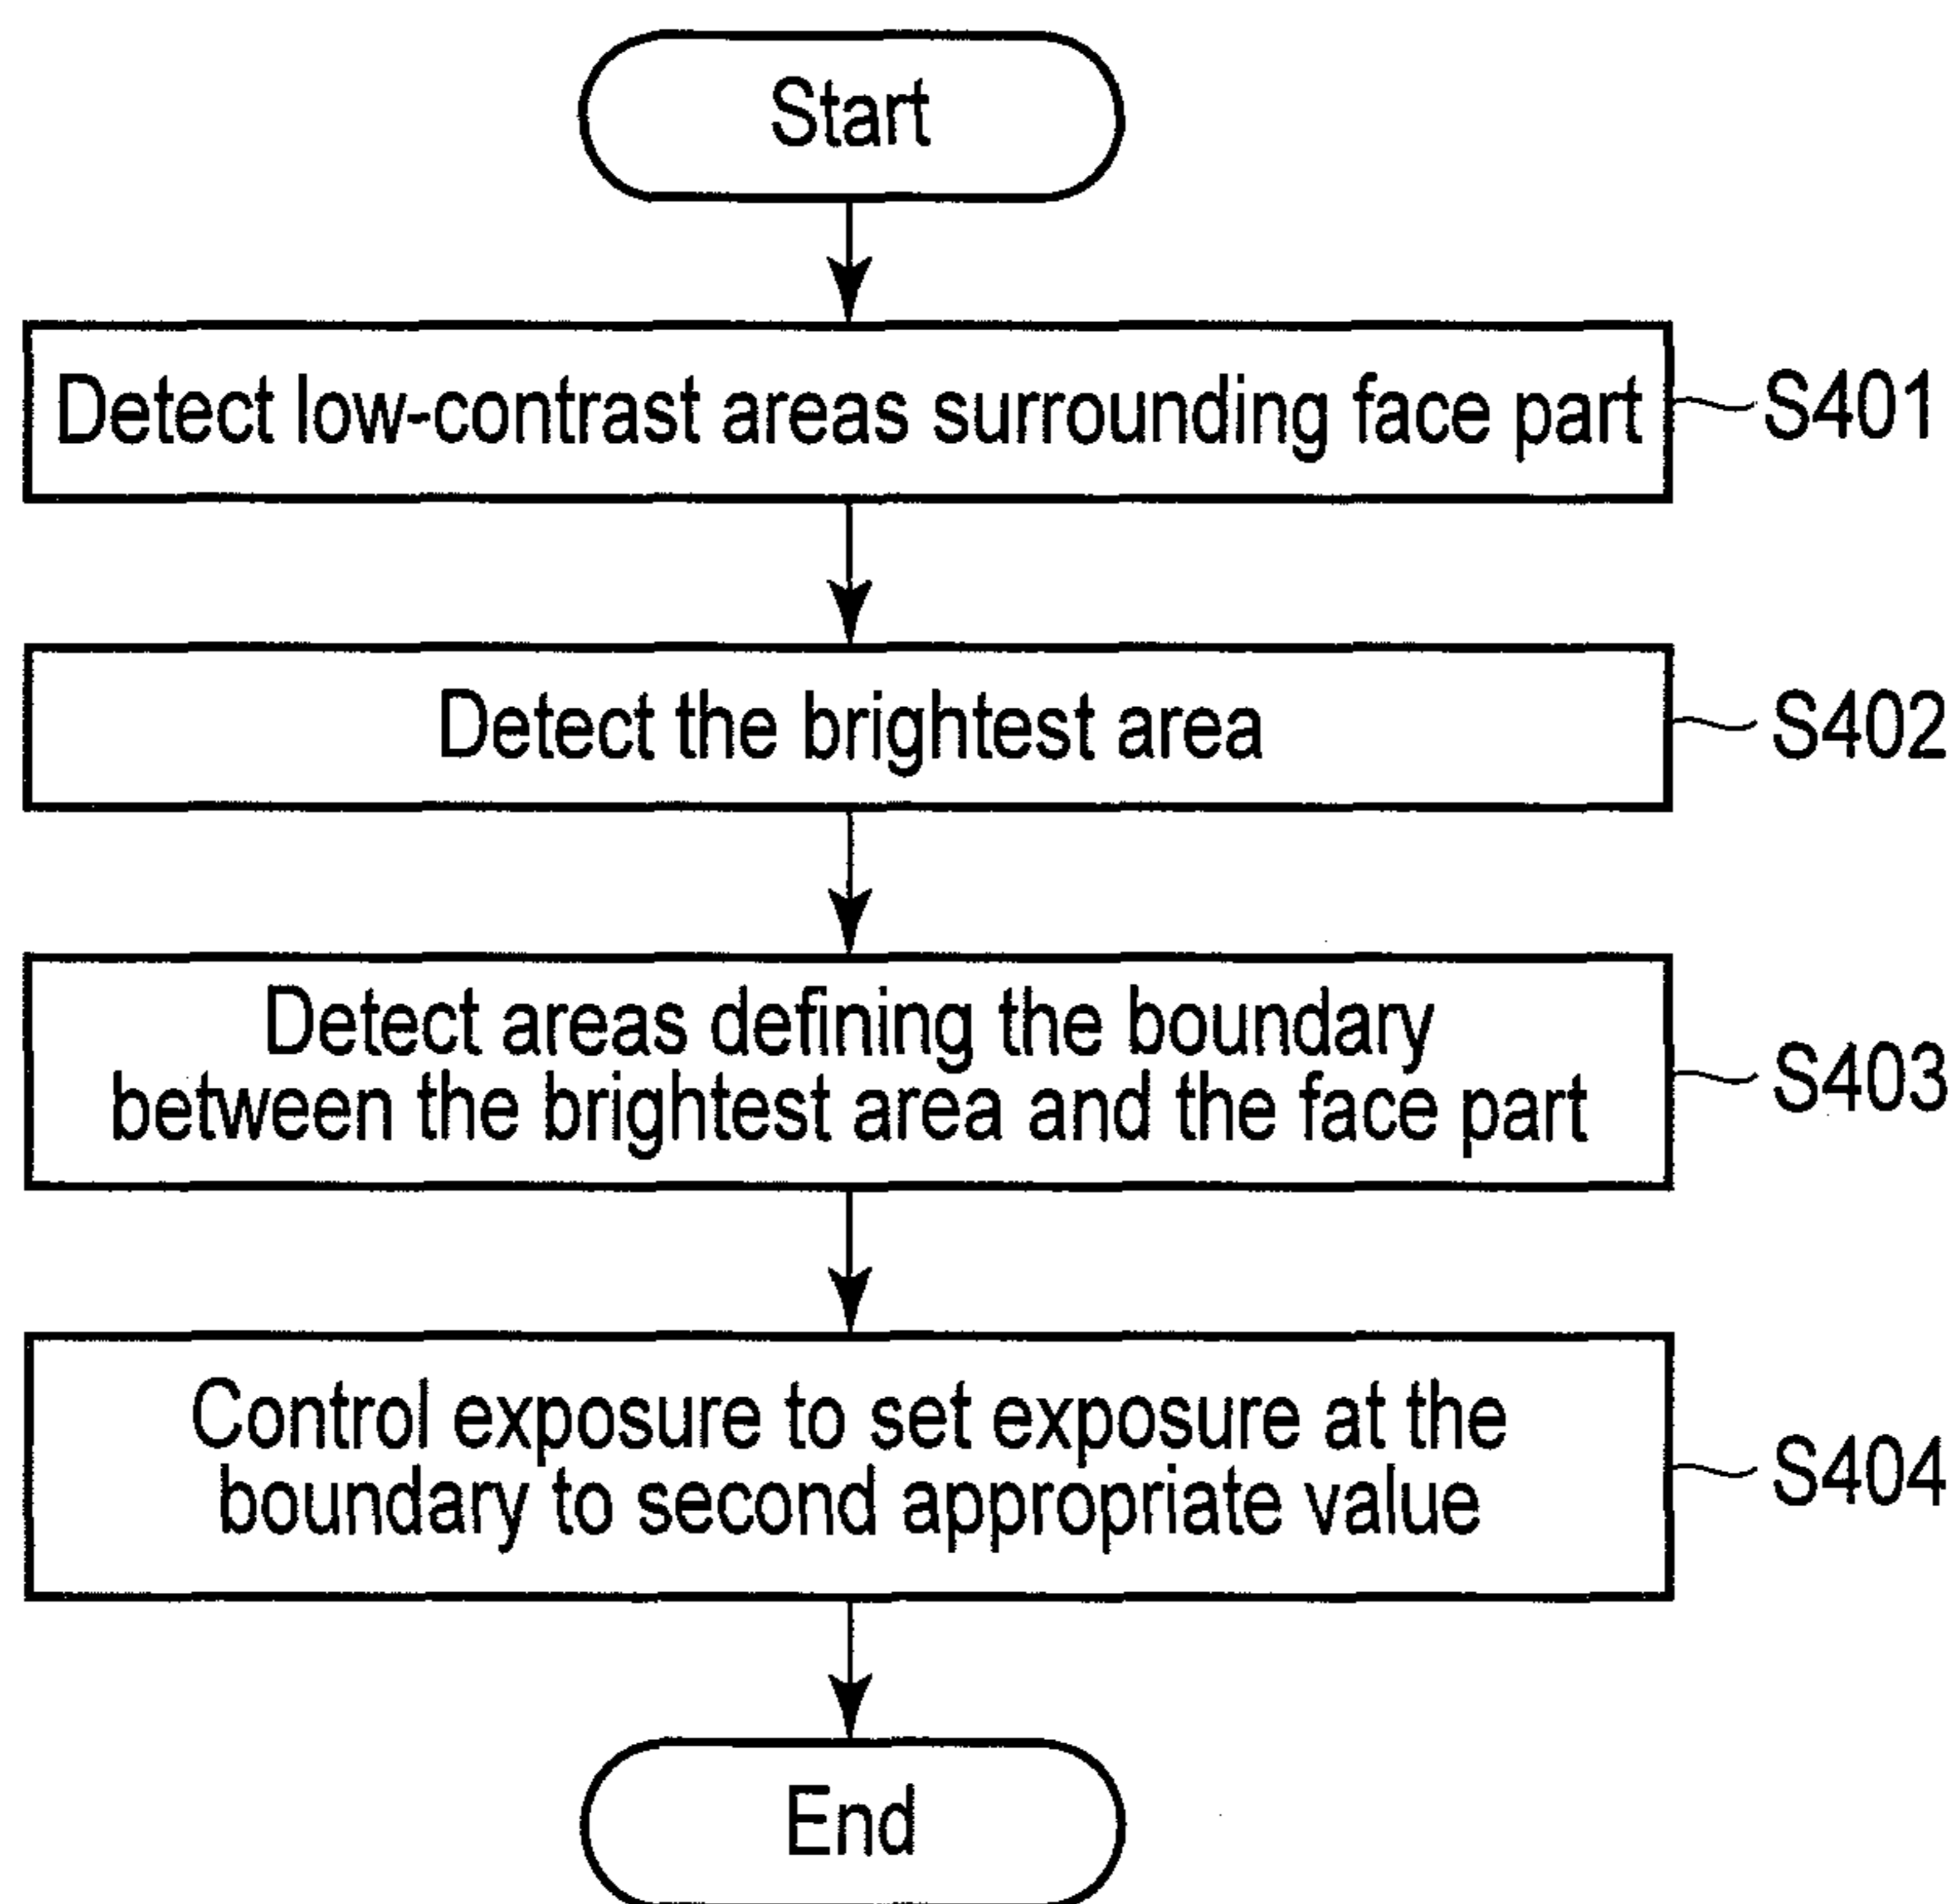 Start
Detect low-contrast areas surrounding face part
S401
Detect the brightest area
S402
Detect areas defining the boundary
between the brightest area and the face part
S403
Control exposure to set exposure at the
boundary to second appropriate value
S404
End